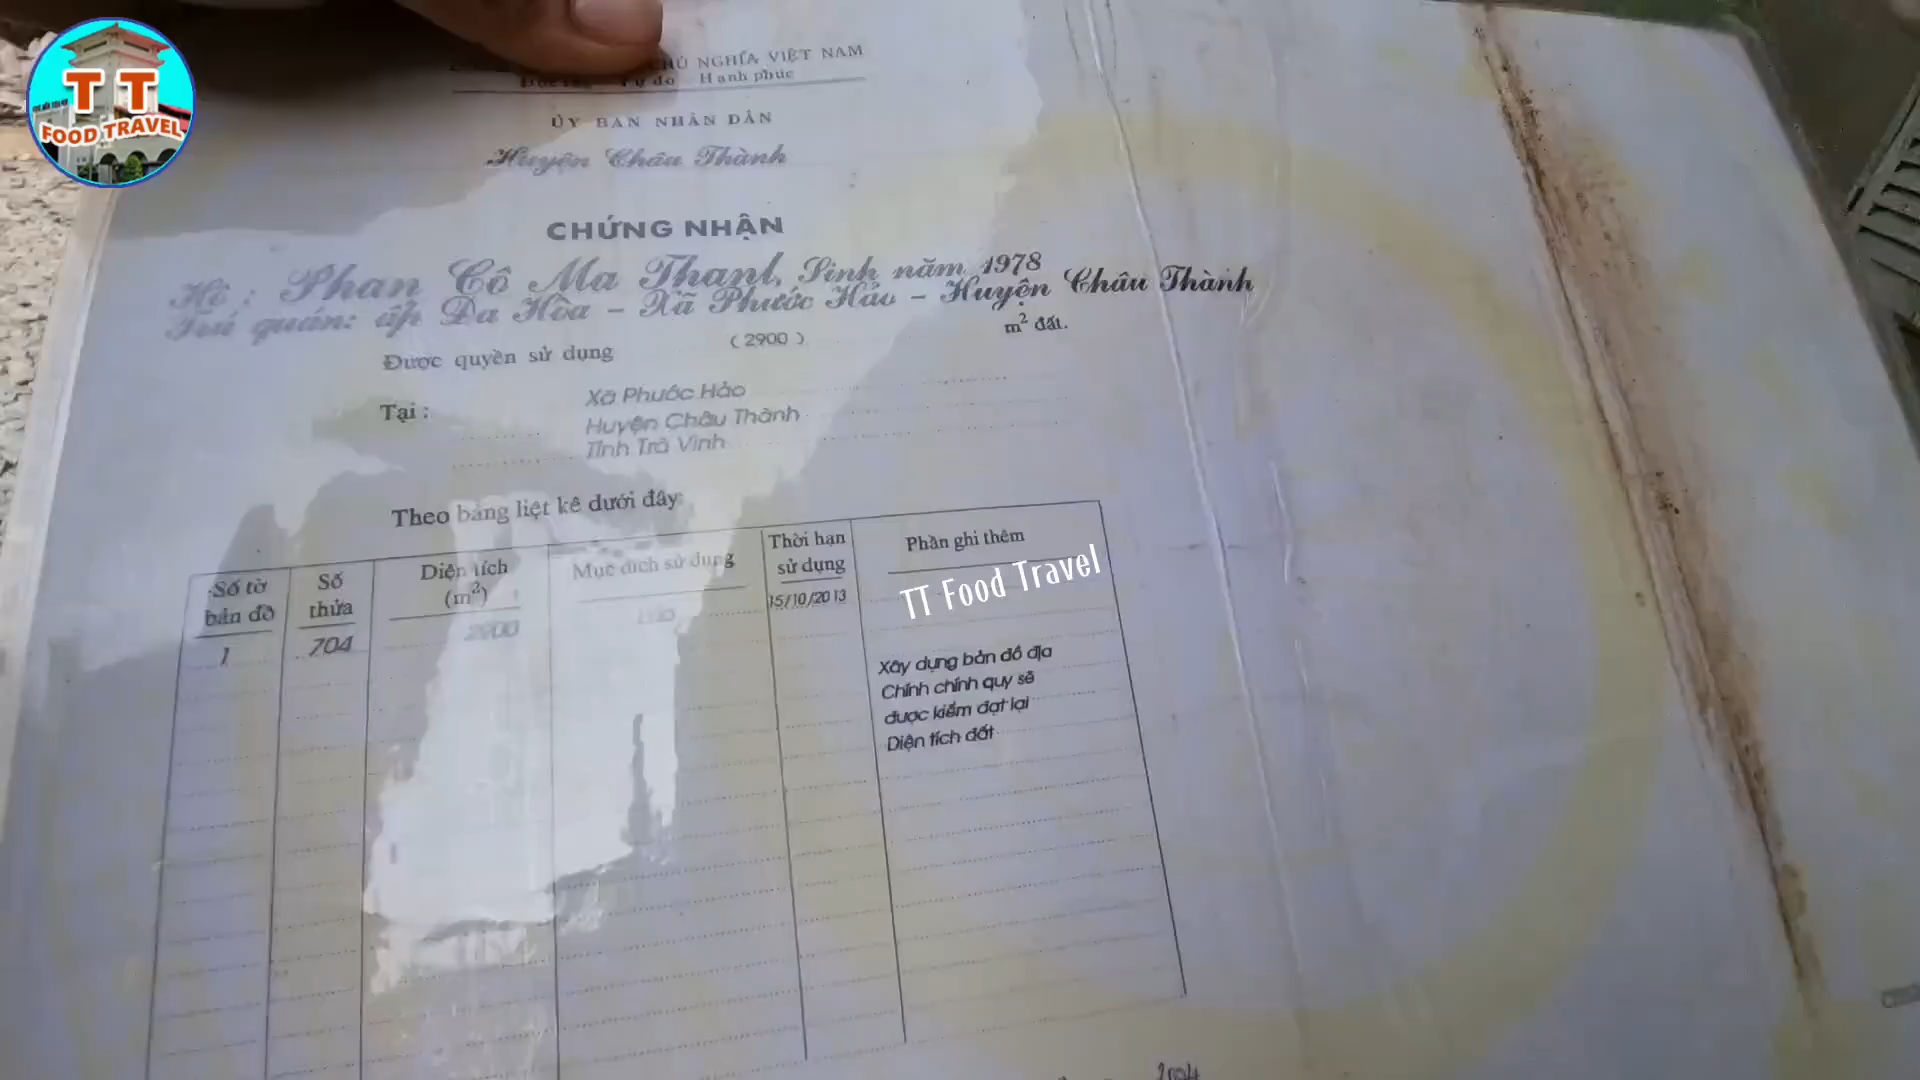 TT
FOOD TRAVEL
CHỦ NGHĨA VIỆT NAM
Tự do Hạnh phúc
ỦY BAN NHÂN DÂN
Huyện Châu Thành
CHỨNG NHẬN
Hộ : Phan Cô Ma Thanl, Sinh năm 1978
Trú quán: ấp Đa Hòa - Xã Phước Hảo - Huyện Châu Thành
Được quyền sử dụng ( 2900 ) m² đất.
Tại : Xã Phước Hảo
Huyện Châu Thành
Tỉnh Trà Vinh
Theo bảng liệt kê dưới đây:
Số tờ bản đồ
Số thửa
Diện tích (m²)
Mục đích sử dụng
Thời hạn sử dụng
Phần ghi thêm
TT Food Travel
1 704 2900 15/10/2013
Xây dụng bản đồ địa
Chính chính quy sẽ
được kiểm đạt lại
Diện tích đất